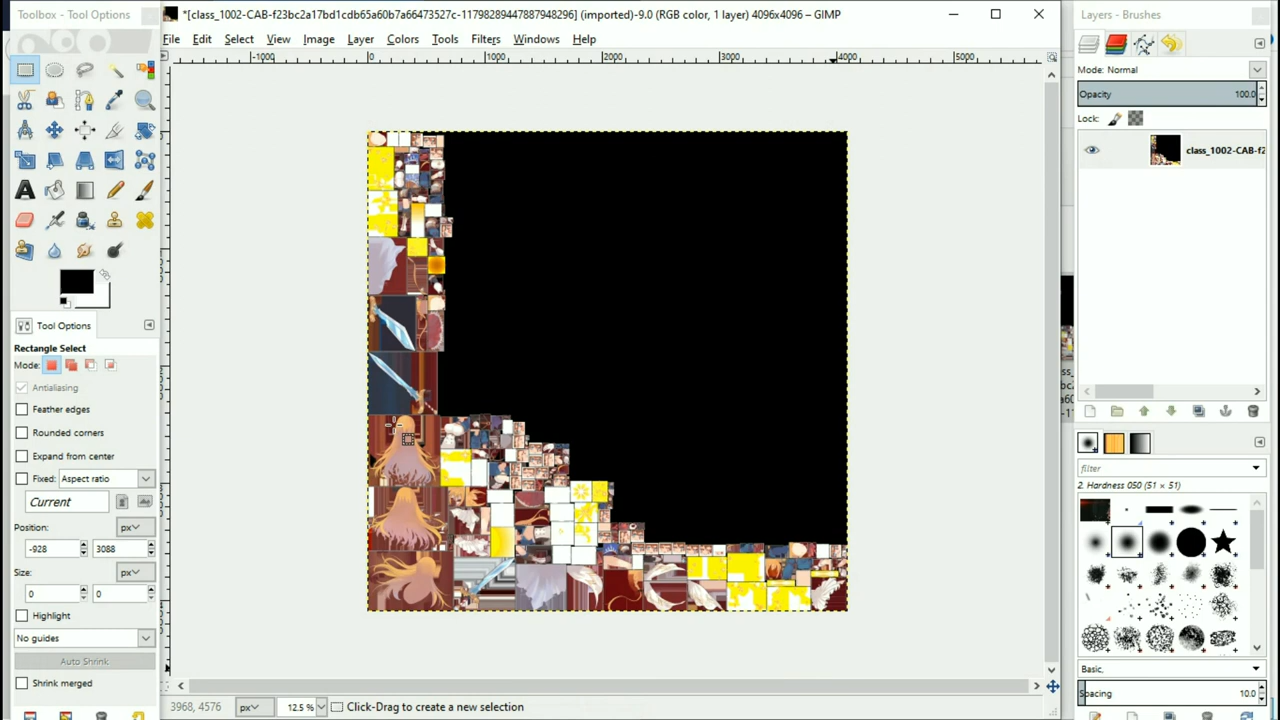 Toolbox - Tool Options
*[class_1002-CAB-f23bc2a17bd1cdb65a60b7a66473527c-11798289447887948296] (imported)-9.0 (RGB color, 1 layer) 4096x4096 – GIMP
Layers - Brushes
File Edit Select View Image Layer Colors Tools Filters Windows Help
-1000 0 1000 2000 3000 4000 5000
Mode: Normal
Opacity 100.0
Lock:
class_1002-CAB-f2
Tool Options
Rectangle Select
Mode:
Antialiasing
Feather edges
Rounded corners
Expand from center
Fixed: Aspect ratio
Current
Position: px
-928 3088
Size: px
0 0
Highlight
No guides
Auto Shrink
Shrink merged
filter
2. Hardness 050 (51 × 51)
Basic,
Spacing 10.0
3968, 4576 px 12.5 % Click-Drag to create a new selection